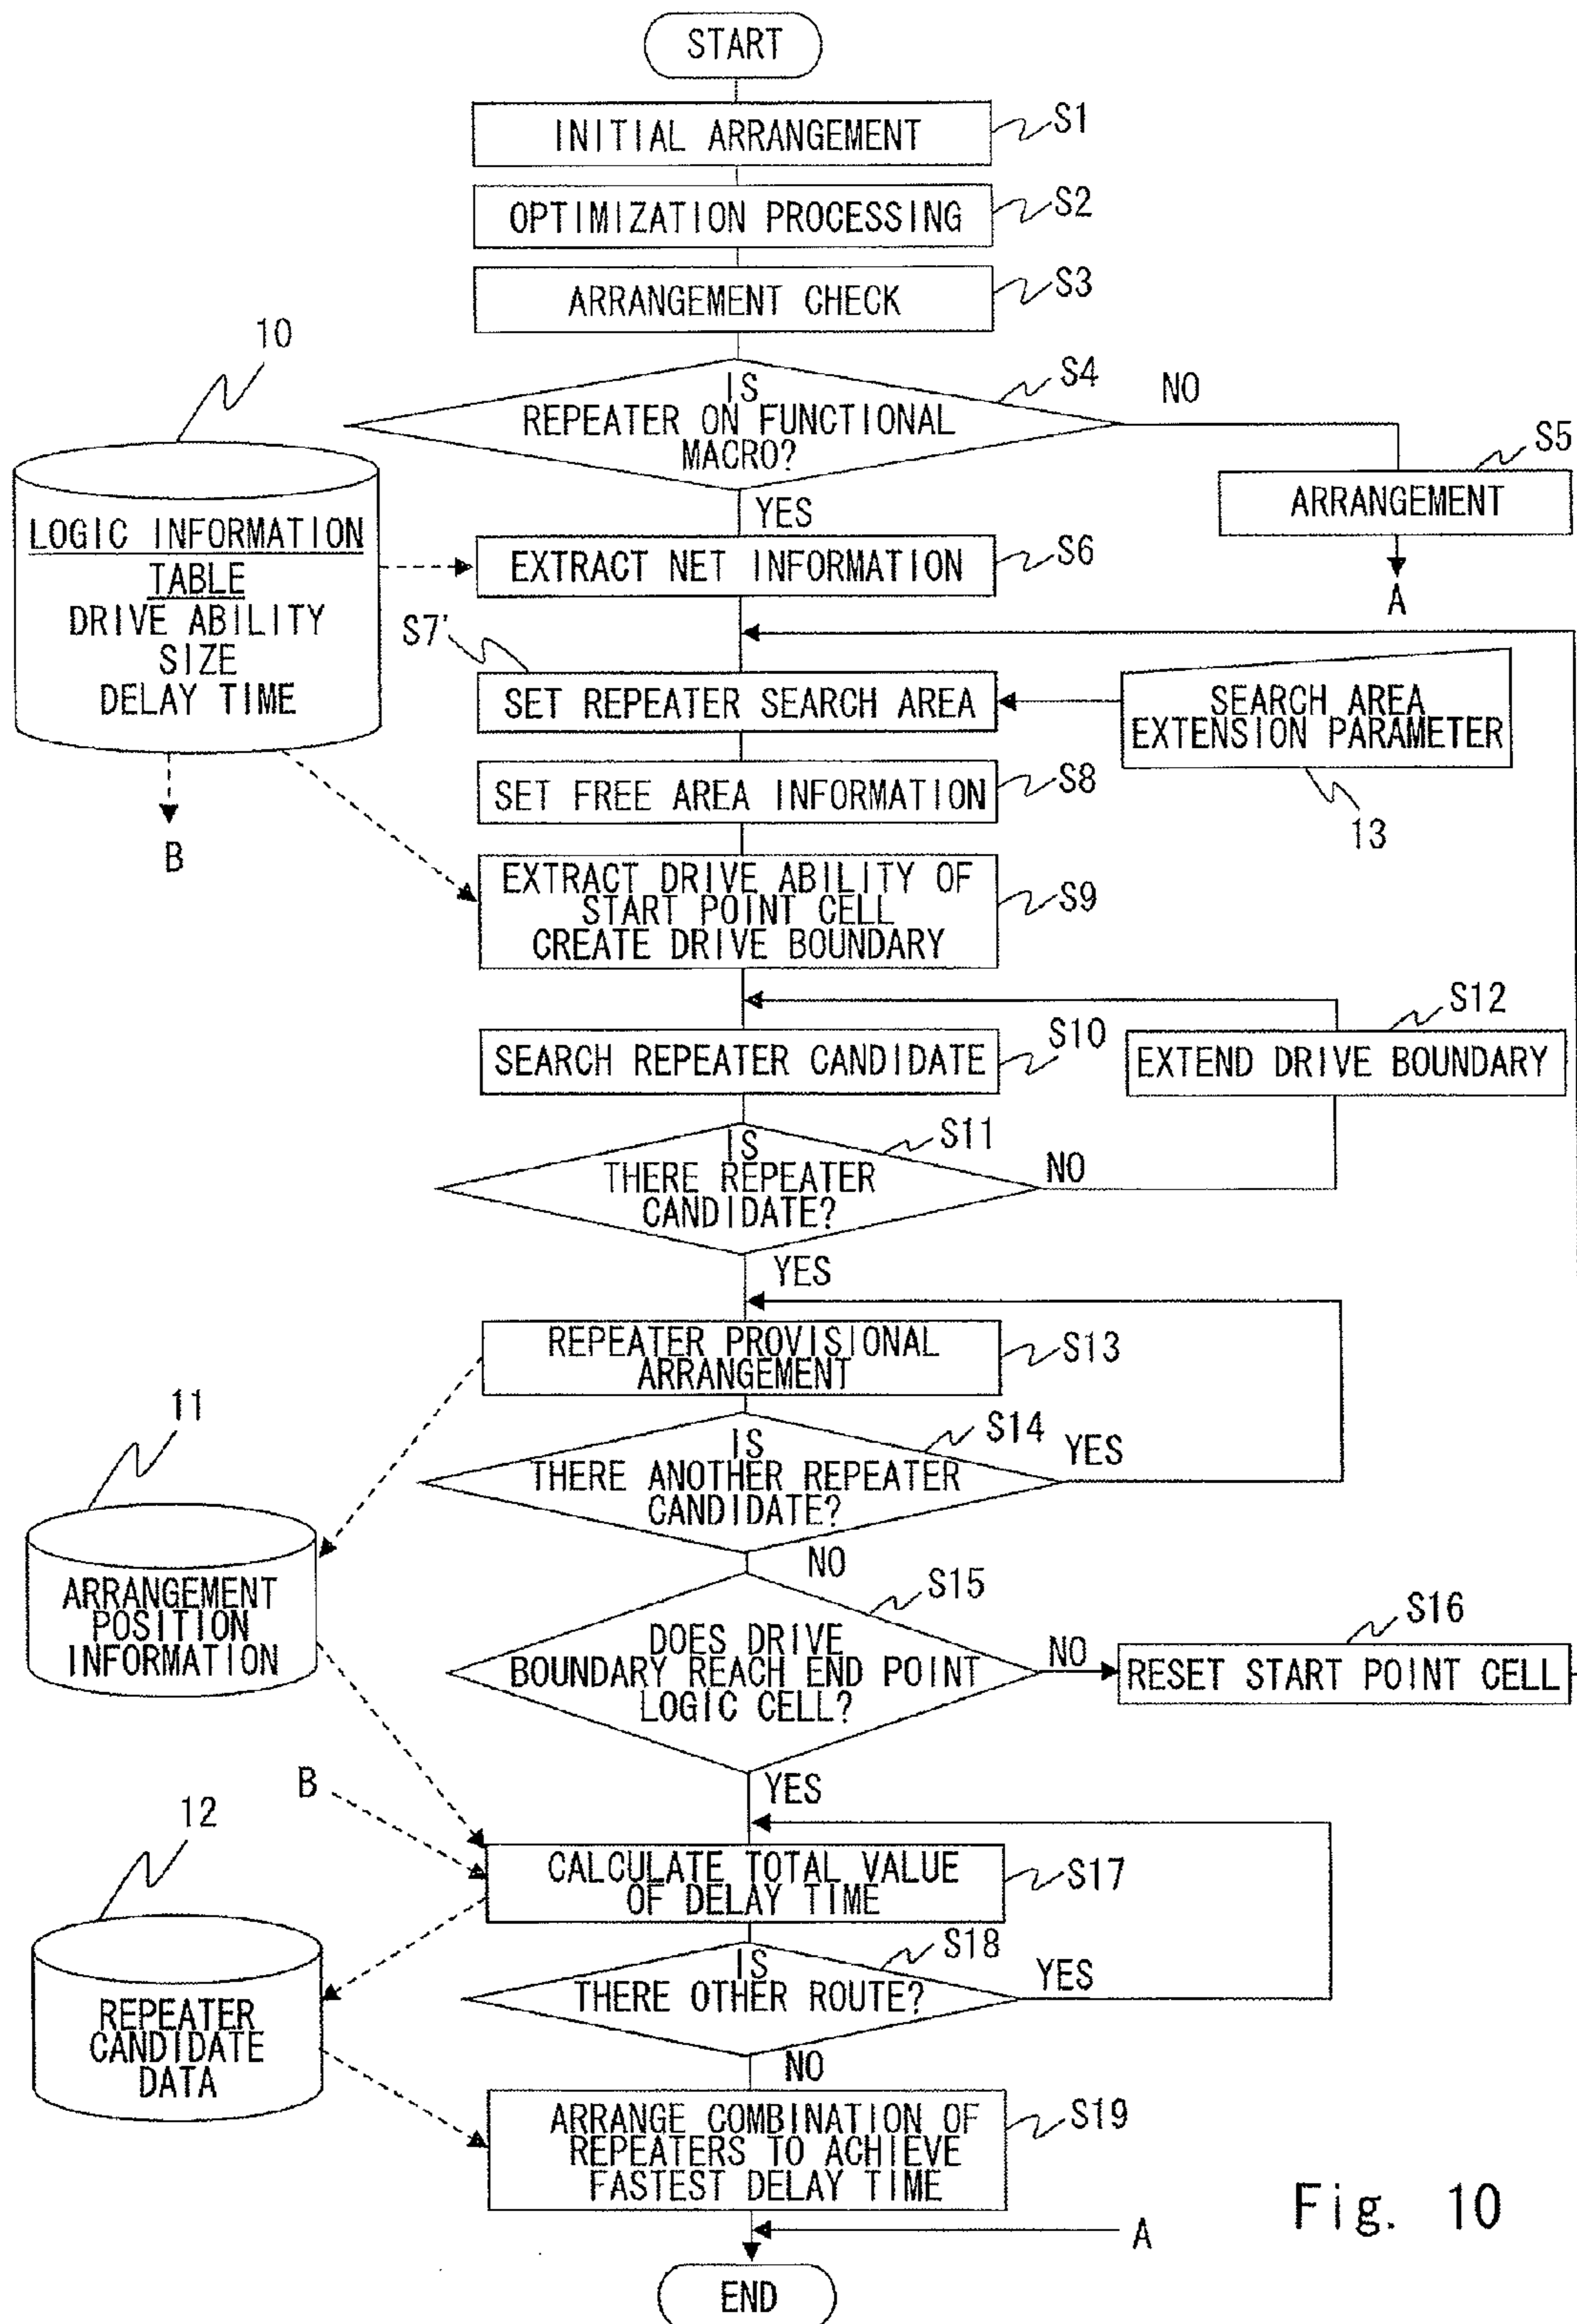 START
INITIAL ARRANGEMENT
S1
OPTIMIZATION PROCESSING
S2
ARRANGEMENT CHECK
S3
10
IS
REPEATER ON FUNCTIONAL
MACRO?
S4
NO
YES
S5
ARRANGEMENT
A
LOGIC INFORMATION
TABLE
DRIVE ABILITY
SIZE
DELAY TIME
B
EXTRACT NET INFORMATION
S6
S7'
SET REPEATER SEARCH AREA
SEARCH AREA
EXTENSION PARAMETER
13
SET FREE AREA INFORMATION
S8
EXTRACT DRIVE ABILITY OF
START POINT CELL
CREATE DRIVE BOUNDARY
S9
S12
EXTEND DRIVE BOUNDARY
SEARCH REPEATER CANDIDATE
S10
IS
THERE REPEATER
CANDIDATE?
S11
NO
YES
REPEATER PROVISIONAL
ARRANGEMENT
S13
11
IS
THERE ANOTHER REPEATER
CANDIDATE?
S14
YES
NO
ARRANGEMENT
POSITION
INFORMATION
DOES DRIVE
BOUNDARY REACH END POINT
LOGIC CELL?
S15
NO
S16
RESET START POINT CELL
YES
B
12
CALCULATE TOTAL VALUE
OF DELAY TIME
S17
IS
THERE OTHER ROUTE?
S18
YES
NO
REPEATER
CANDIDATE
DATA
ARRANGE COMBINATION OF
REPEATERS TO ACHIEVE
FASTEST DELAY TIME
S19
A
END
Fig. 10